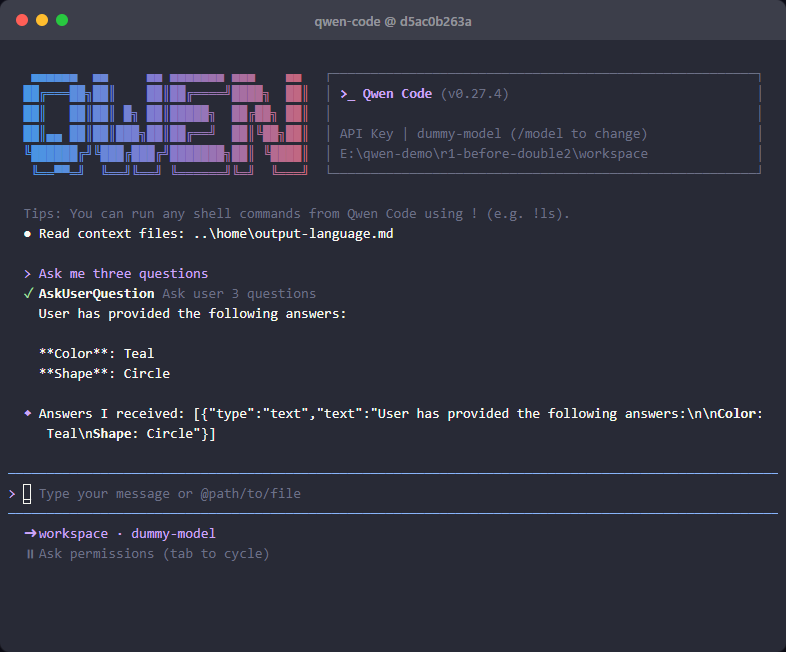 qwen-code @ d5ac0b263a
QWEN
>_ Qwen Code (v0.27.4)
API Key | dummy-model (/model to change)
E:\qwen-demo\r1-before-double2\workspace
Tips: You can run any shell commands from Qwen Code using ! (e.g. !ls).
● Read context files: ..\home\output-language.md
> Ask me three questions
✓ AskUserQuestion Ask user 3 questions
User has provided the following answers:
**Color**: Teal
**Shape**: Circle
◆ Answers I received: [{"type":"text","text":"User has provided the following answers:\n\nColor:
Teal\nShape: Circle"}]
> Type your message or @path/to/file
➜workspace · dummy-model
⏸Ask permissions (tab to cycle)